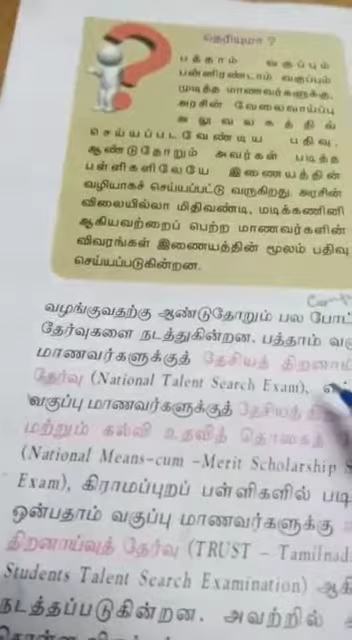 தெரியுமா ?
பத்தாம் வகுப்பும்
பன்னிரண்டாம் வகுப்பும்
முடித்த மாணவர்களுக்கு,
அரசின் வேலைவாய்ப்பு
அலுவலகத்தில்
செய்யப்படவேண்டிய பதிவு,
ஆண்டுதோறும் அவர்கள் படித்த
பள்ளிகளிலேயே இணையத்தின்
வழியாகச் செய்யப்பட்டு வருகிறது. அரசின்
விலையில்லா மிதிவண்டி, மடிக்கணினி
ஆகியவற்றைப் பெற்ற மாணவர்களின்
விவரங்கள் இணையத்தின் மூலம் பதிவு
செய்யப்படுகின்றன.
வழங்குவதற்கு ஆண்டுதோறும் பல போட்
தேர்வுகளை நடத்துகின்றன. பத்தாம் வகு
மாணவர்களுக்குத் தேசியத் திறனாய்
தேர்வு (National Talent Search Exam),
வகுப்பு மாணவர்களுக்குத் தேசியத்
மற்றும் கல்வி உதவித் தொகைத்
(National Means-cum -Merit Scholarship S
Exam), கிராமப்புறப் பள்ளிகளில் படி
ஒன்பதாம் வகுப்பு மாணவர்களுக்கு
திறனாய்வுத் தேர்வு (TRUST – Tamilnad
Students Talent Search Examination) ஆகி
நடத்தப்படுகின்றன. அவற்றில்